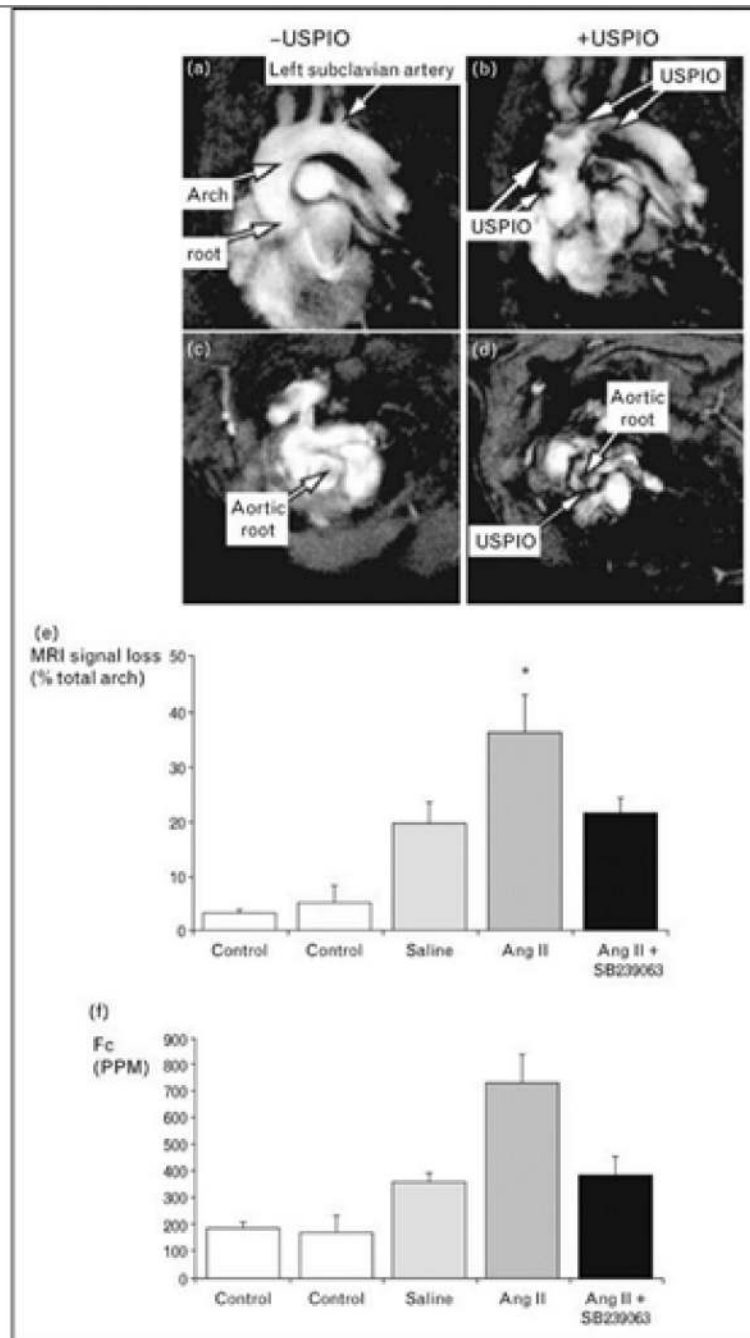 –USPIO
+USPIO
(a)
Left subclavian artery
Arch
root
(b)
USPIO
USPIO
(c)
Aortic
root
(d)
Aortic
root
USPIO
(e)
MRI signal loss
(% total arch)
50
40
30
20
10
0
*
Control
Control
Saline
Ang II
Ang II +
SB239063
(f)
Fc
(PPM)
900
800
700
600
500
400
300
200
100
0
Control
Control
Saline
Ang II
Ang II +
SB239063